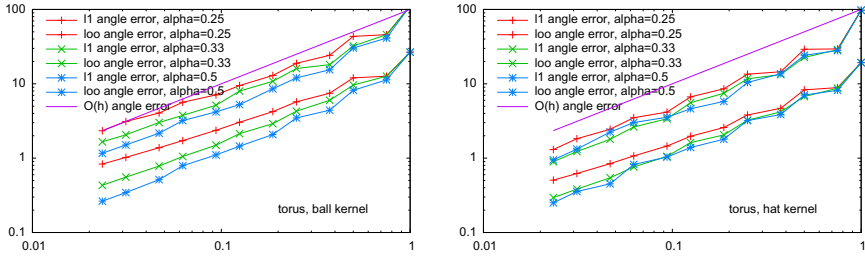 100
10
1
0.1
0.01
0.1
1
l1 angle error, alpha=0.25
loo angle error, alpha=0.25
l1 angle error, alpha=0.33
loo angle error, alpha=0.33
l1 angle error, alpha=0.5
loo angle error, alpha=0.5
O(h) angle error
torus, ball kernel
100
10
1
0.1
0.01
0.1
1
l1 angle error, alpha=0.25
loo angle error, alpha=0.25
l1 angle error, alpha=0.33
loo angle error, alpha=0.33
l1 angle error, alpha=0.5
loo angle error, alpha=0.5
O(h) angle error
torus, hat kernel